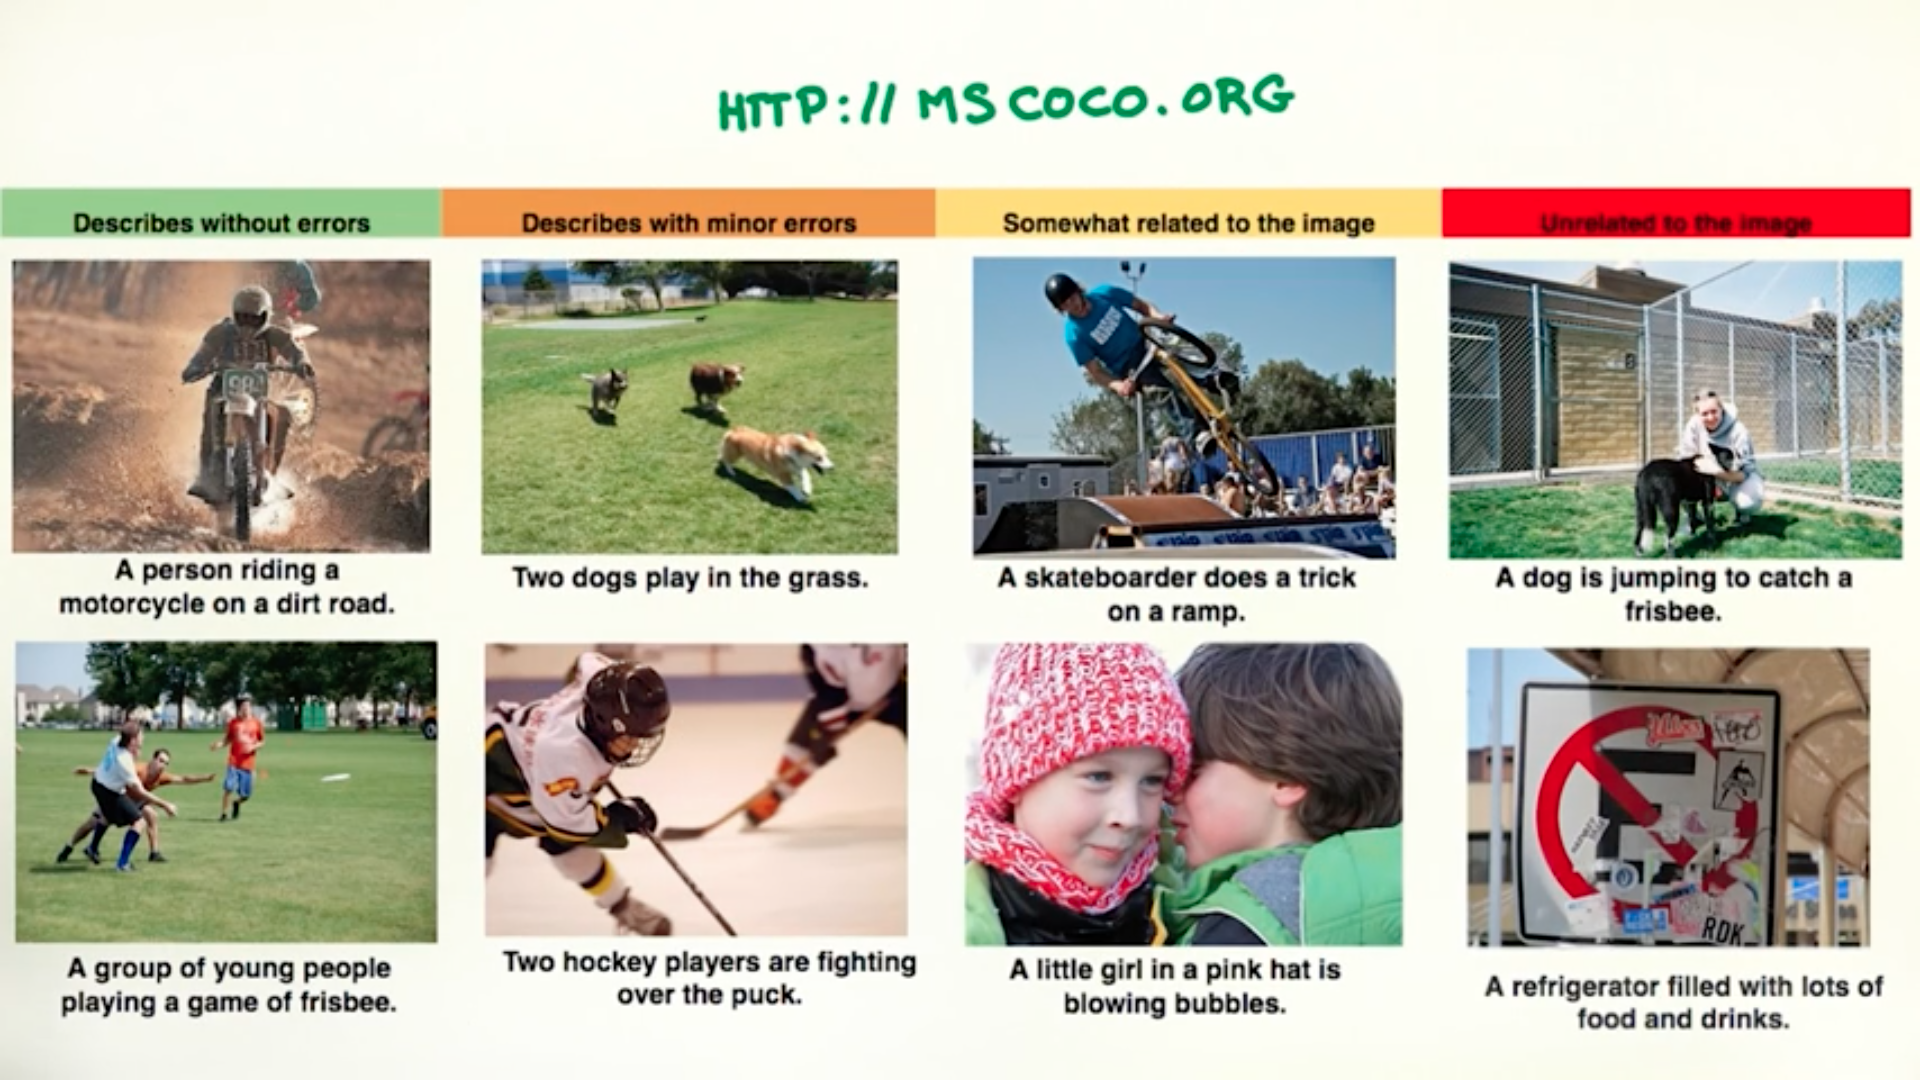 HTTP://MSCOCO.ORG
Describes without errors
Describes with minor errors
Somewhat related to the image
Unrelated to the image
98
A person riding a
motorcycle on a dirt road.
Two dogs play in the grass.
A skateboarder does a trick
on a ramp.
A dog is jumping to catch a
frisbee.
A group of young people
playing a game of frisbee.
Two hockey players are fighting
over the puck.
A little girl in a pink hat is
blowing bubbles.
RDK
A refrigerator filled with lots of
food and drinks.